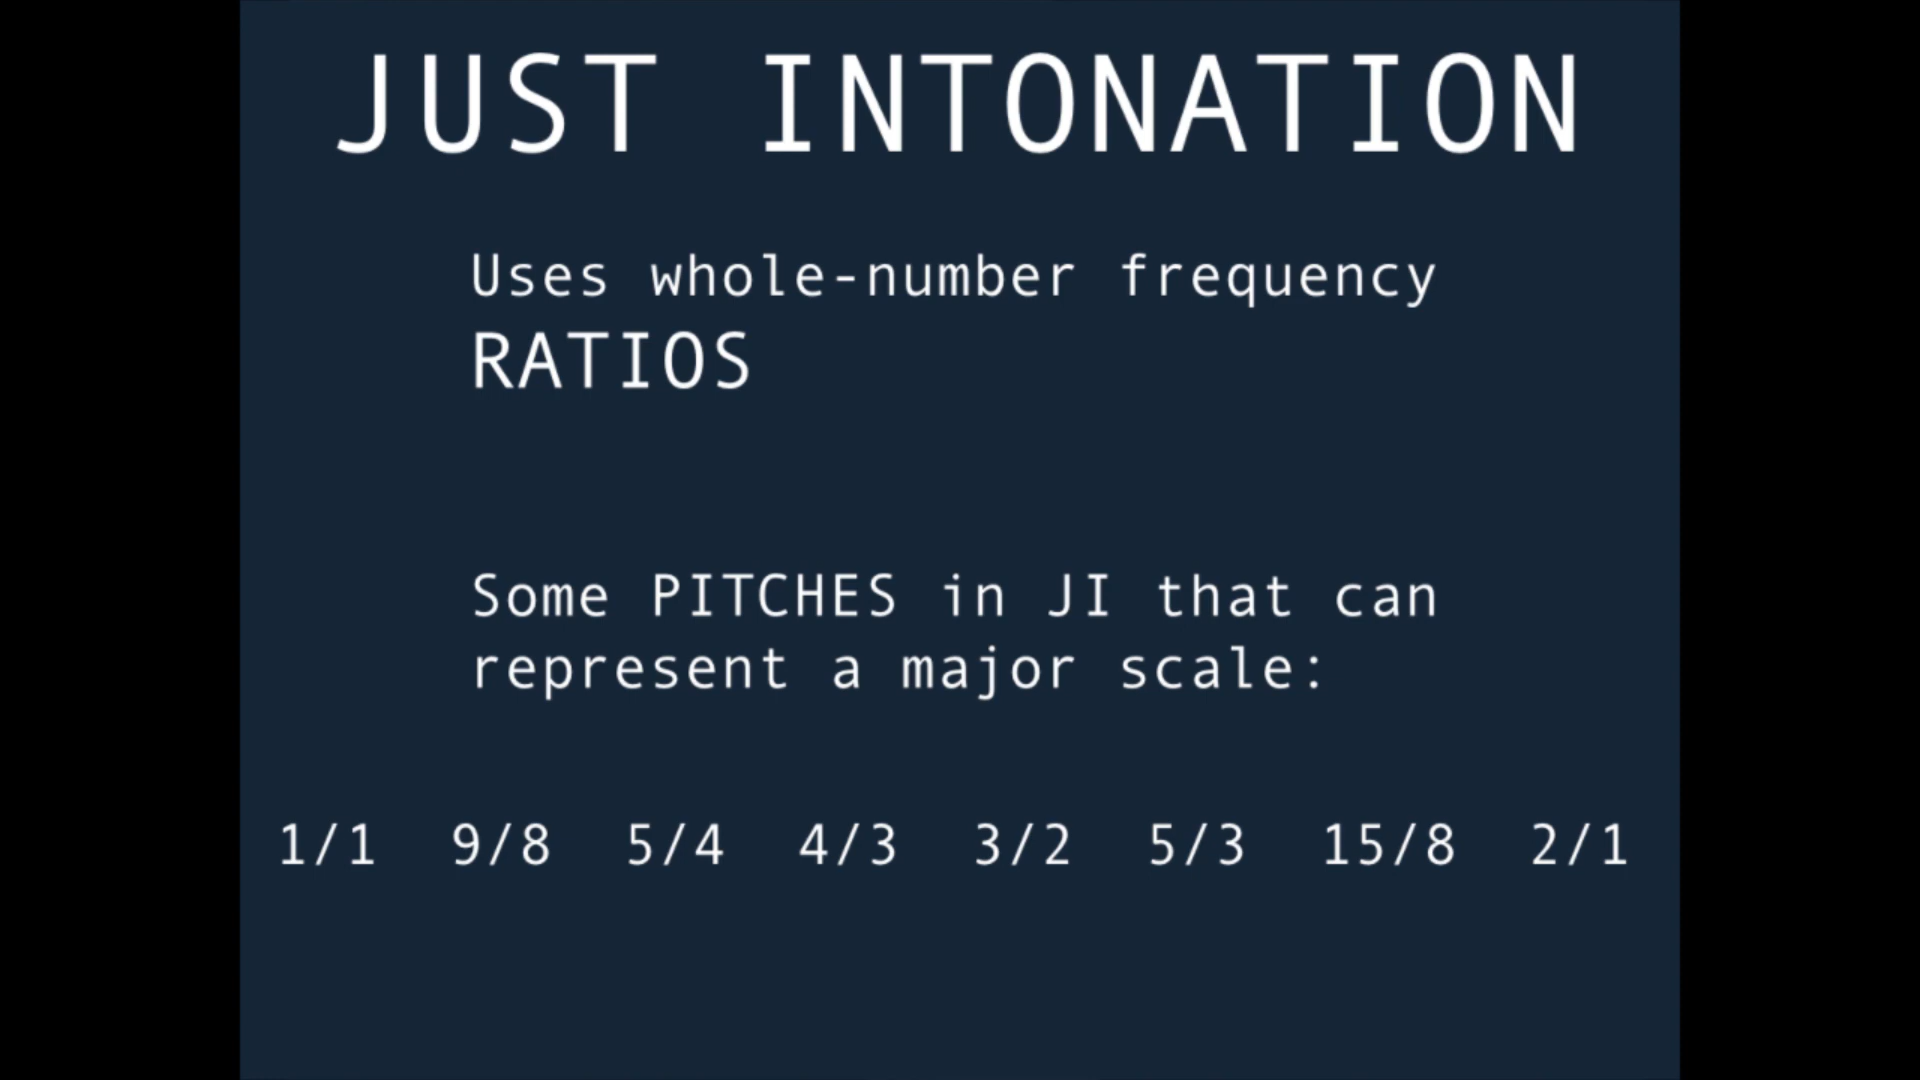 JUST INTONATION
Uses whole-number frequency
RATIOS
Some PITCHES in JI that can
represent a major scale:
1/1 9/8 5/4 4/3 3/2 5/3 15/8 2/1